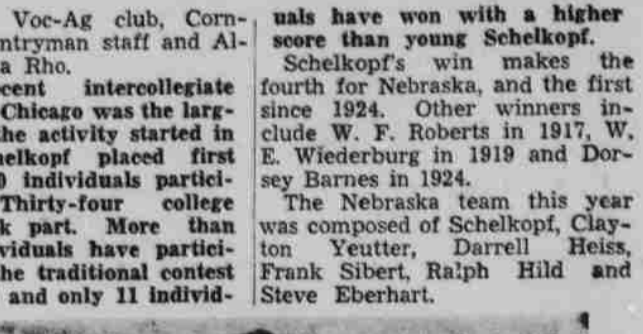 Voc-Ag club, Corn-
ntryman staff and Al-
a Rho.
cent intercollegiate
Chicago was the larg-
he activity started in
elkopf placed first
0 individuals partici-
Thirty-four college
k part. More than
viduals have partici-
he traditional contest
and only 11 individ-
uals have won with a higher
score than young Schelkopf.
Schelkopf's win makes the
fourth for Nebraska, and the first
since 1924. Other winners in-
clude W. F. Roberts in 1917, W.
E. Wiederburg in 1919 and Dor-
sey Barnes in 1924.
The Nebraska team this year
was composed of Schelkopf, Clay-
ton Yeutter, Darrell Heiss,
Frank Sibert, Ralph Hild and
Steve Eberhart.